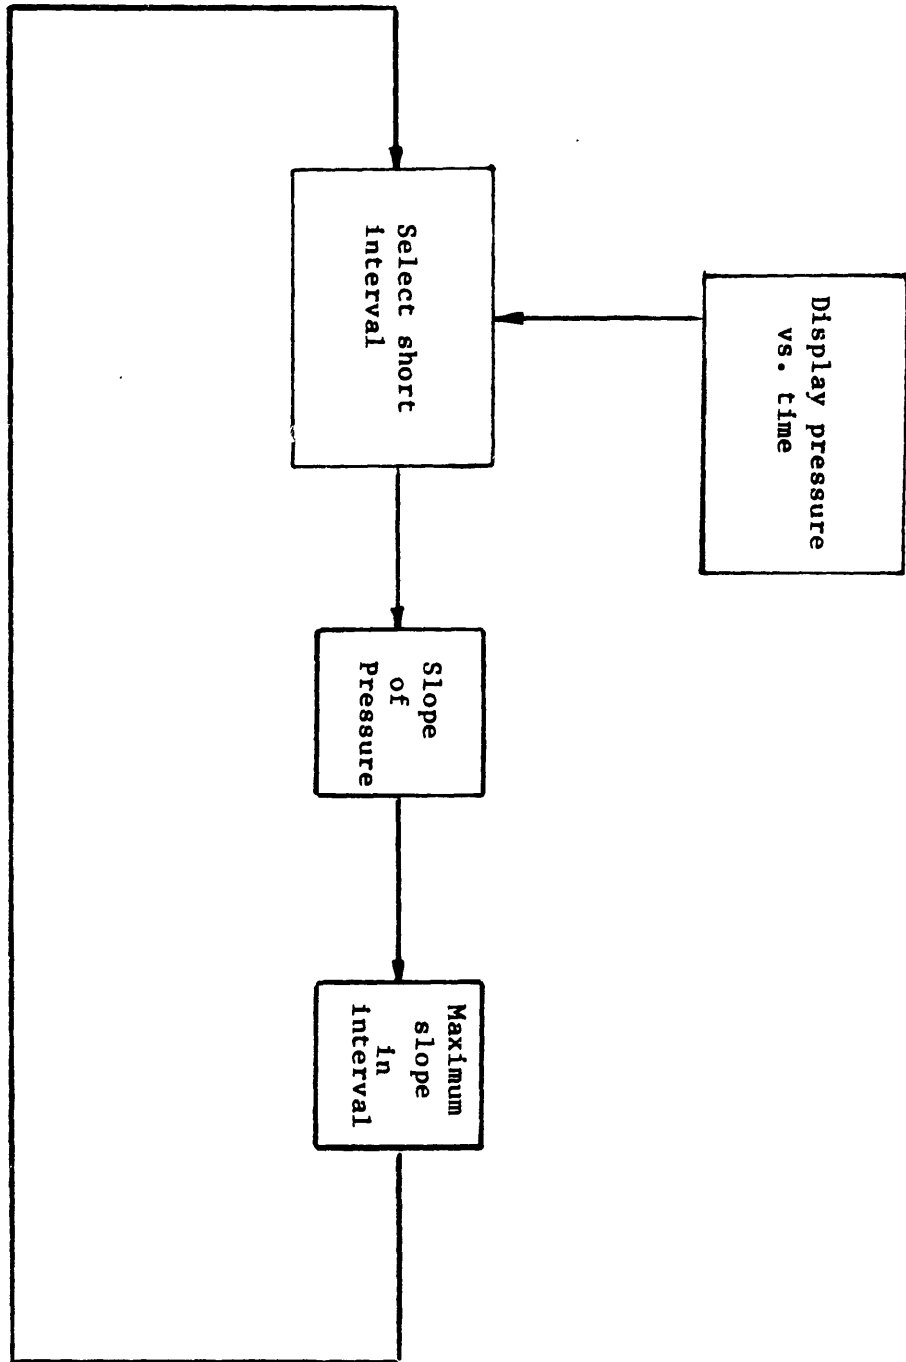 Display pressure
vs. time
Select short
interval
Slope
of
Pressure
Maximum
slope
in
interval